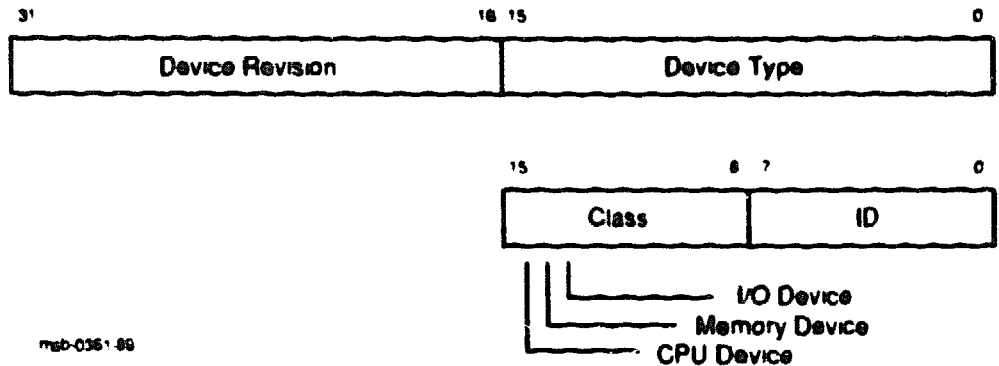 31 16 15 0
Device Revision Device Type
15 8 7 0
Class ID
I/O Device
Memory Device
msb-0361-89
CPU Device